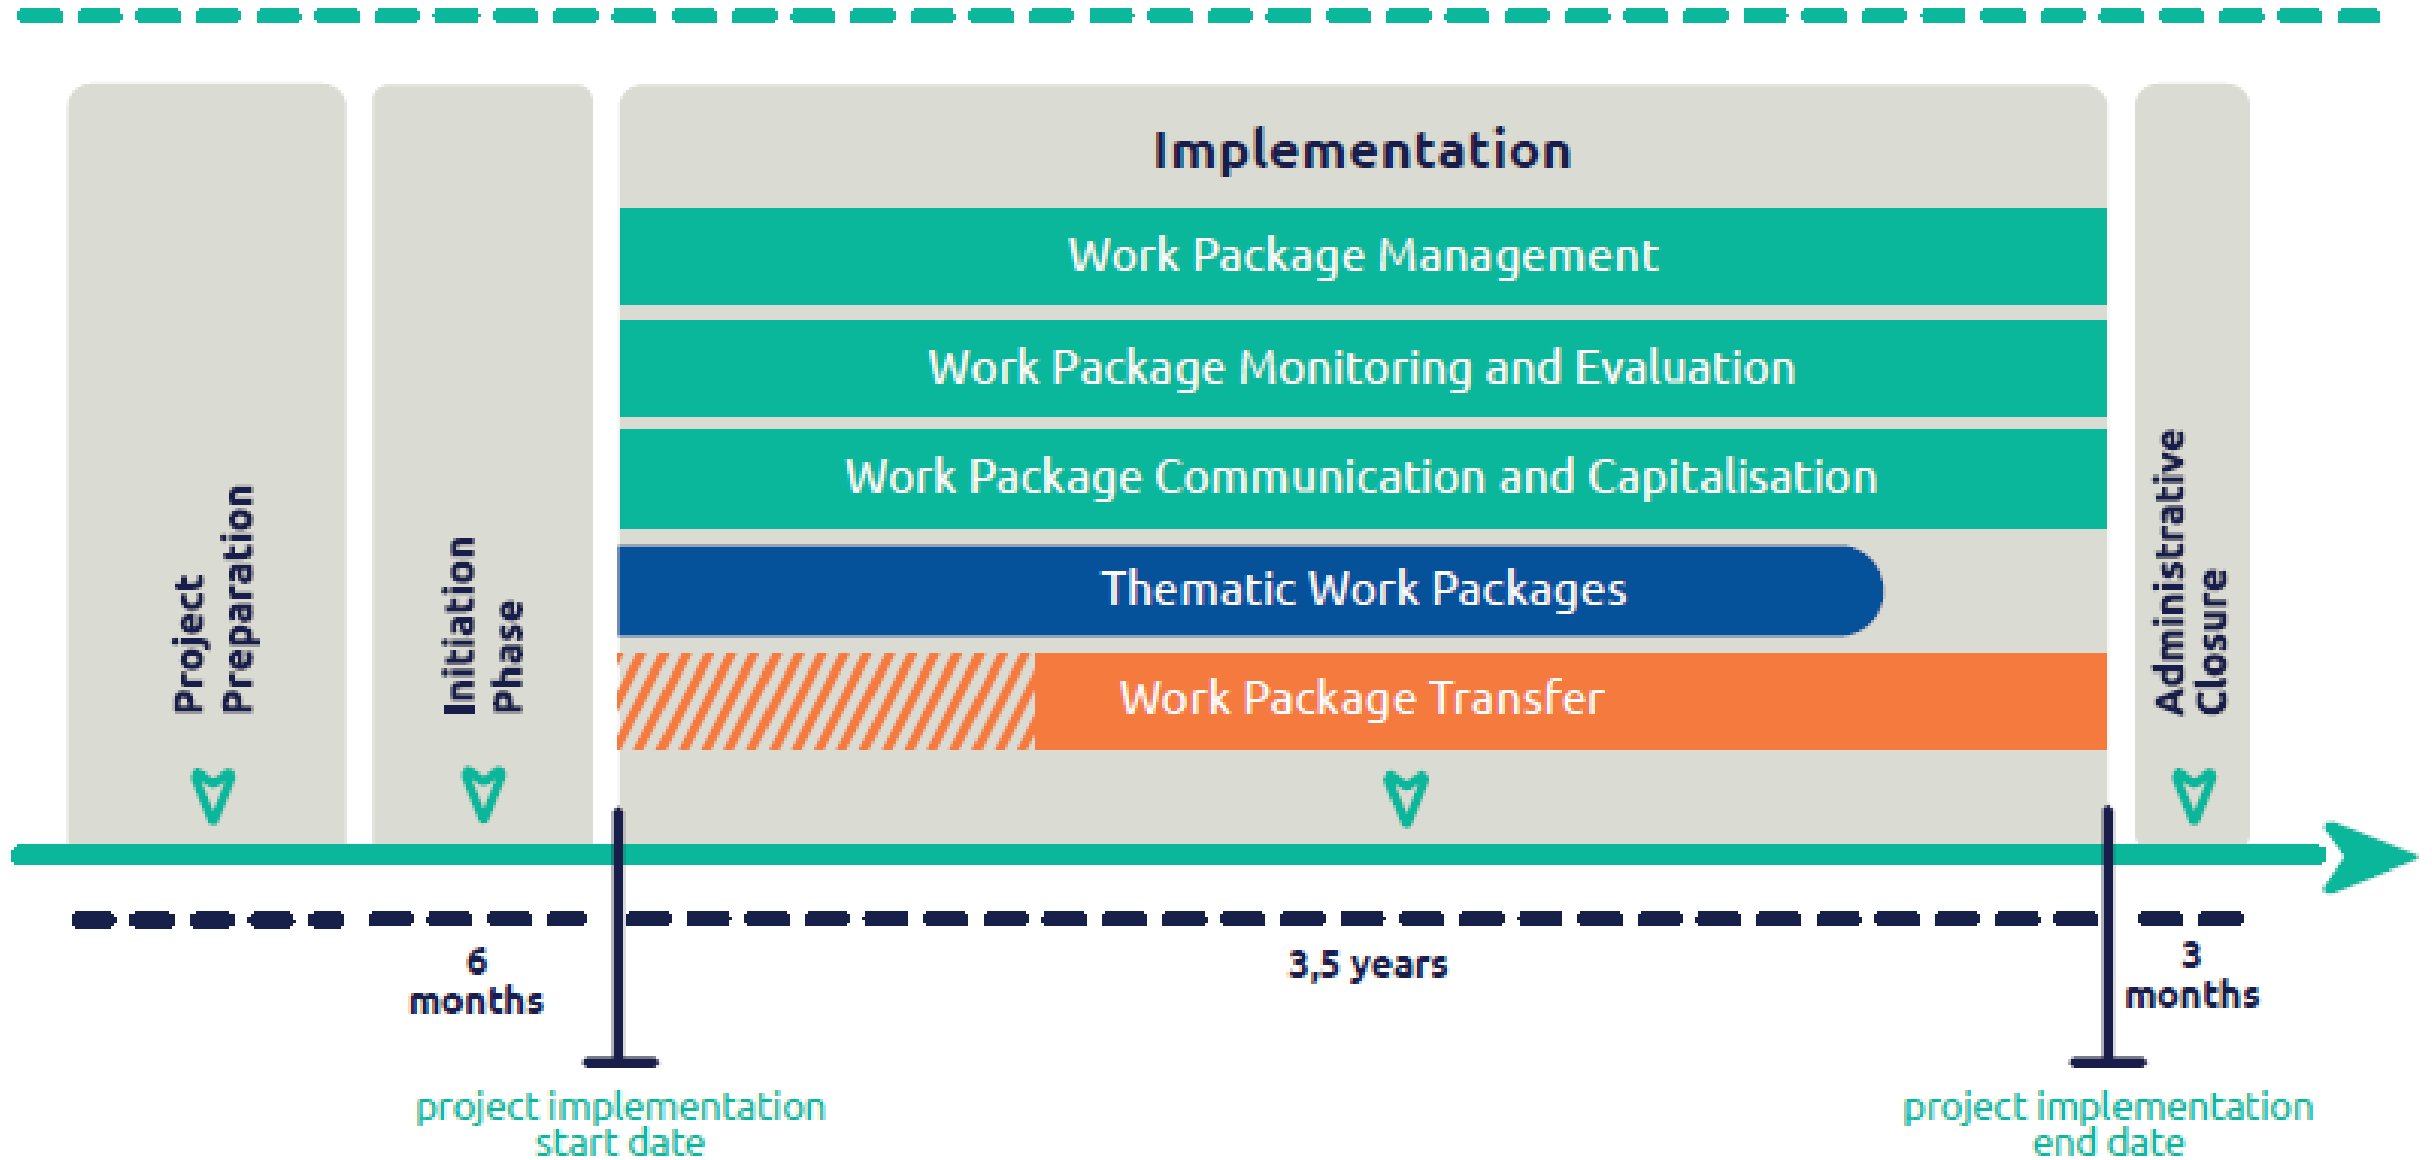 Project
Preparation
Initiation
Phase
Implementation
Work Package Management
Work Package Monitoring and Evaluation
Work Package Communication and Capitalisation
Thematic Work Packages
Work Package Transfer
Administrative
Closure
6
months
3,5 years
3
months
project implementation
start date
project implementation
end date